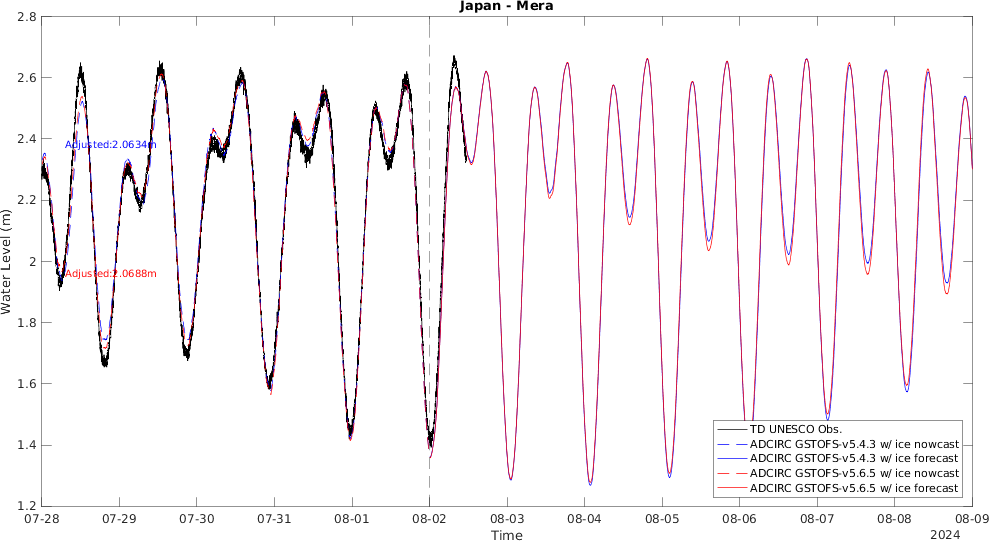 Japan - Mera
2.8
2.6
2.4
2.2
2
1.8
1.6
1.4
1.2
Water Level (m)
Adjusted:2.0634m
Adjusted:2.0688m
TD UNESCO Obs.
ADCIRC GSTOFS-v5.4.3 w/ ice nowcast
ADCIRC GSTOFS-v5.4.3 w/ ice forecast
ADCIRC GSTOFS-v5.6.5 w/ ice nowcast
ADCIRC GSTOFS-v5.6.5 w/ ice forecast
07-28 07-29 07-30 07-31 08-01 08-02 08-03 08-04 08-05 08-06 08-07 08-08 08-09
Time
2024